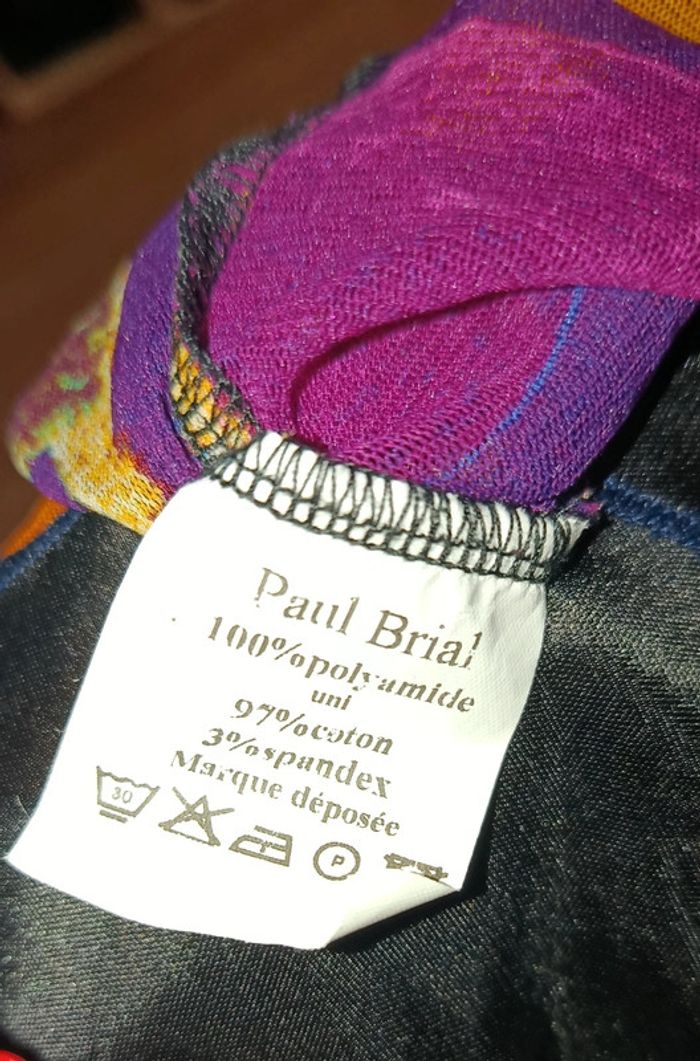 Paul Brial
100%polyamide
uni
97%coton
3%spandex
Marque déposée
30
P